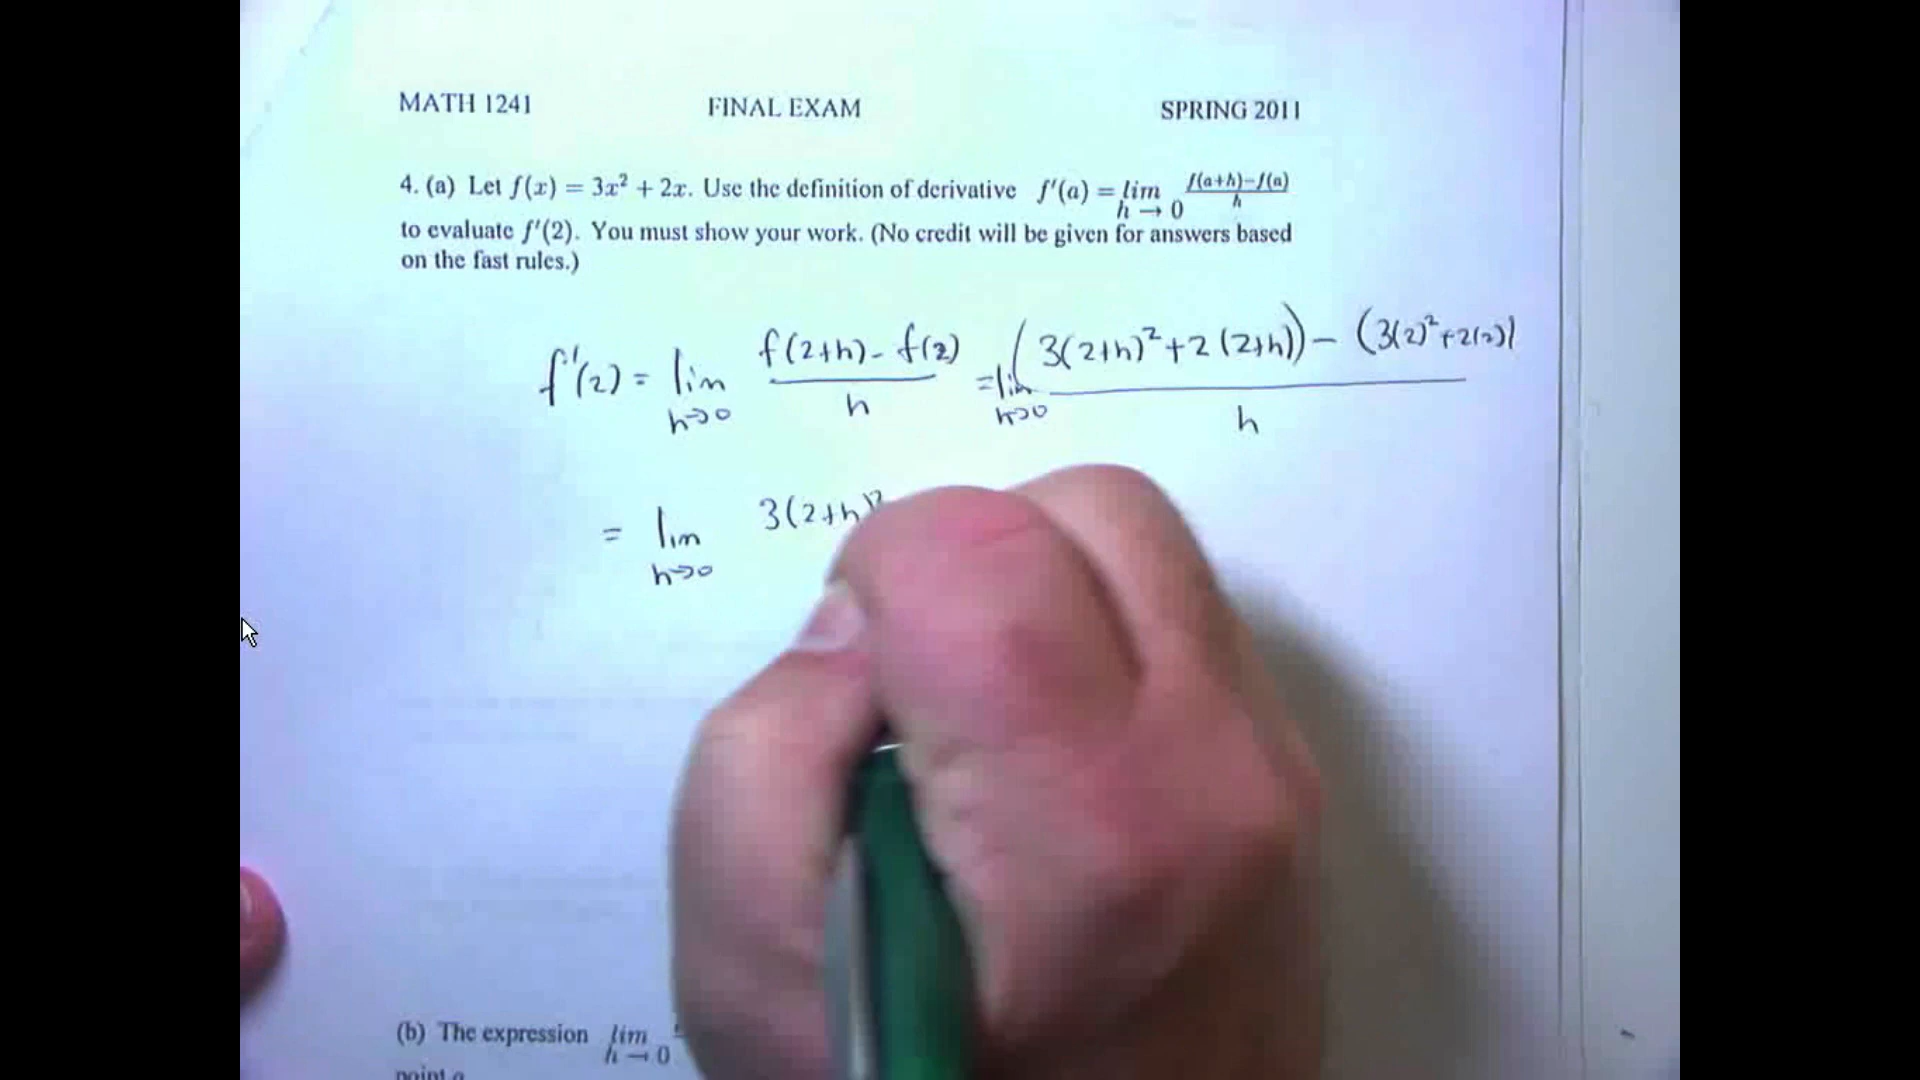 MATH 1241 FINAL EXAM SPRING 2011
4. (a) Let f(x) = 3x² + 2x. Use the definition of derivative f′(a) = lim h → 0 f(a+h)−f(a) / h
to evaluate f′(2). You must show your work. (No credit will be given for answers based
on the fast rules.)
f'(2) = lim h→0 f(2+h) - f(2) / h = lim h→0 (3(2+h)² + 2(2+h)) - (3(2)² + 2(2)) / h
= lim h→0 3(2+h)²
(b) The expression lim h → 0
point a